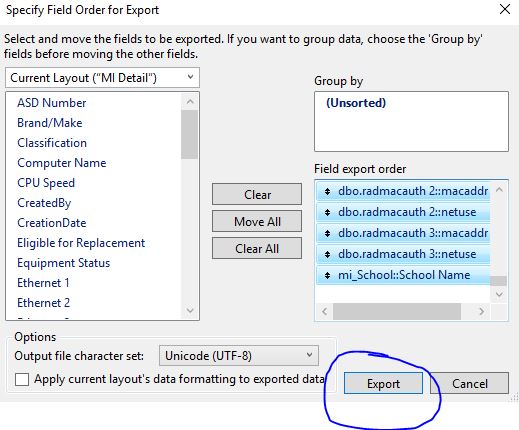 Specify Field Order for Export
Select and move the fields to be exported. If you want to group data, choose the 'Group by'
fields before moving the other fields.
Current Layout ("MI Detail")
ASD Number
Brand/Make
Classification
Computer Name
CPU Speed
CreatedBy
CreationDate
Eligible for Replacement
Equipment Status
Ethernet 1
Ethernet 2
Clear
Move All
Clear All
Group by
(Unsorted)
Field export order
dbo.radmacauth 2::macaddr
dbo.radmacauth 2::netuse
dbo.radmacauth 3::macaddr
dbo.radmacauth 3::netuse
mi_School::School Name
Options
Output file character set: Unicode (UTF-8)
Apply current layout's data formatting to exported data
Export
Cancel